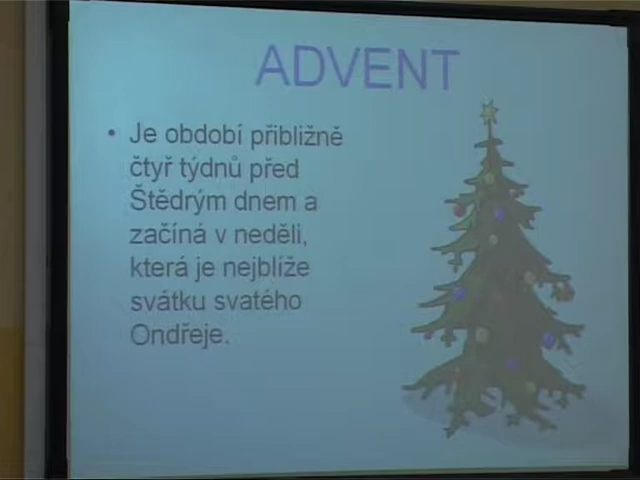 ADVENT
• Je období přibližně
čtyř týdnů před
Štědrým dnem a
začíná v neděli,
která je nejblíže
svátku svatého
Ondřeje.